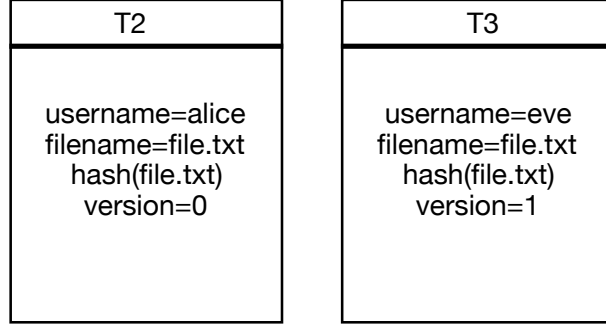 T2
username=alice
filename=file.txt
hash(file.txt)
version=0
T3
username=eve
filename=file.txt
hash(file.txt)
version=1